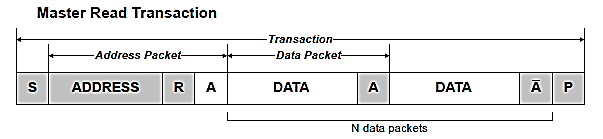 Master Read Transaction
Transaction
Address Packet Data Packet
S ADDRESS R A DATA A DATA A̅ P
N data packets